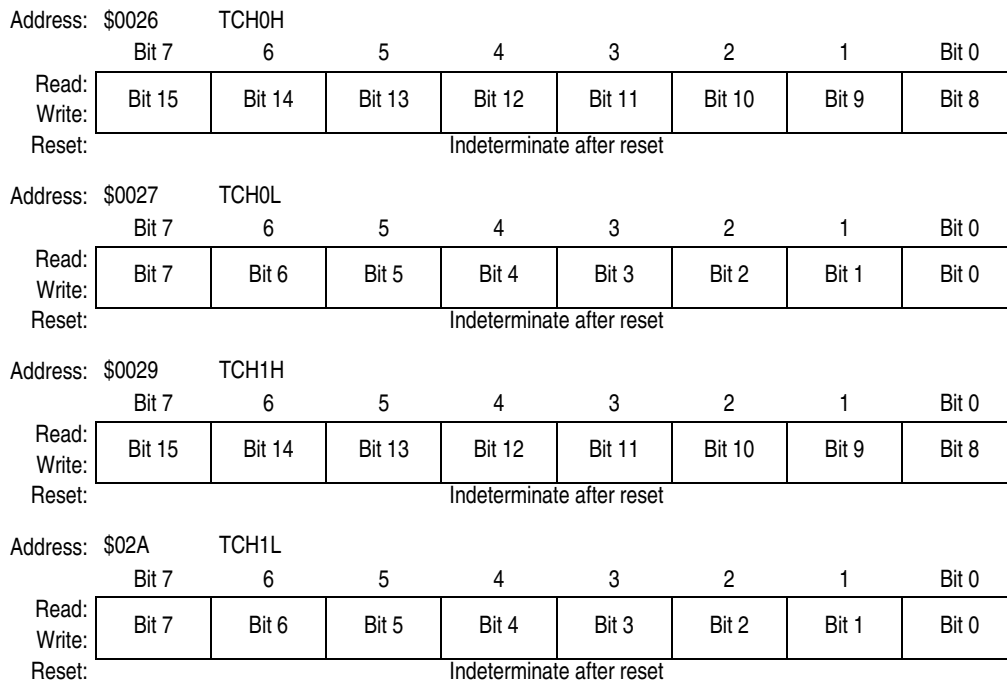 Address: $0026 TCH0H
Bit 7 6 5 4 3 2 1 Bit 0
Read:
Write:
Bit 15 Bit 14 Bit 13 Bit 12 Bit 11 Bit 10 Bit 9 Bit 8
Reset: Indeterminate after reset
Address: $0027 TCH0L
Bit 7 6 5 4 3 2 1 Bit 0
Read:
Write:
Bit 7 Bit 6 Bit 5 Bit 4 Bit 3 Bit 2 Bit 1 Bit 0
Reset: Indeterminate after reset
Address: $0029 TCH1H
Bit 7 6 5 4 3 2 1 Bit 0
Read:
Write:
Bit 15 Bit 14 Bit 13 Bit 12 Bit 11 Bit 10 Bit 9 Bit 8
Reset: Indeterminate after reset
Address: $02A TCH1L
Bit 7 6 5 4 3 2 1 Bit 0
Read:
Write:
Bit 7 Bit 6 Bit 5 Bit 4 Bit 3 Bit 2 Bit 1 Bit 0
Reset: Indeterminate after reset